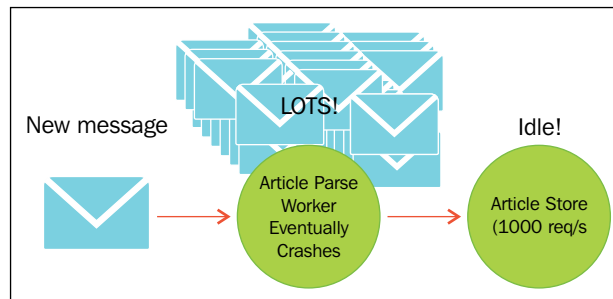 LOTS!
New message
Idle!
Article Parse
Worker
Eventually
Crashes
Article Store
(1000 req/s